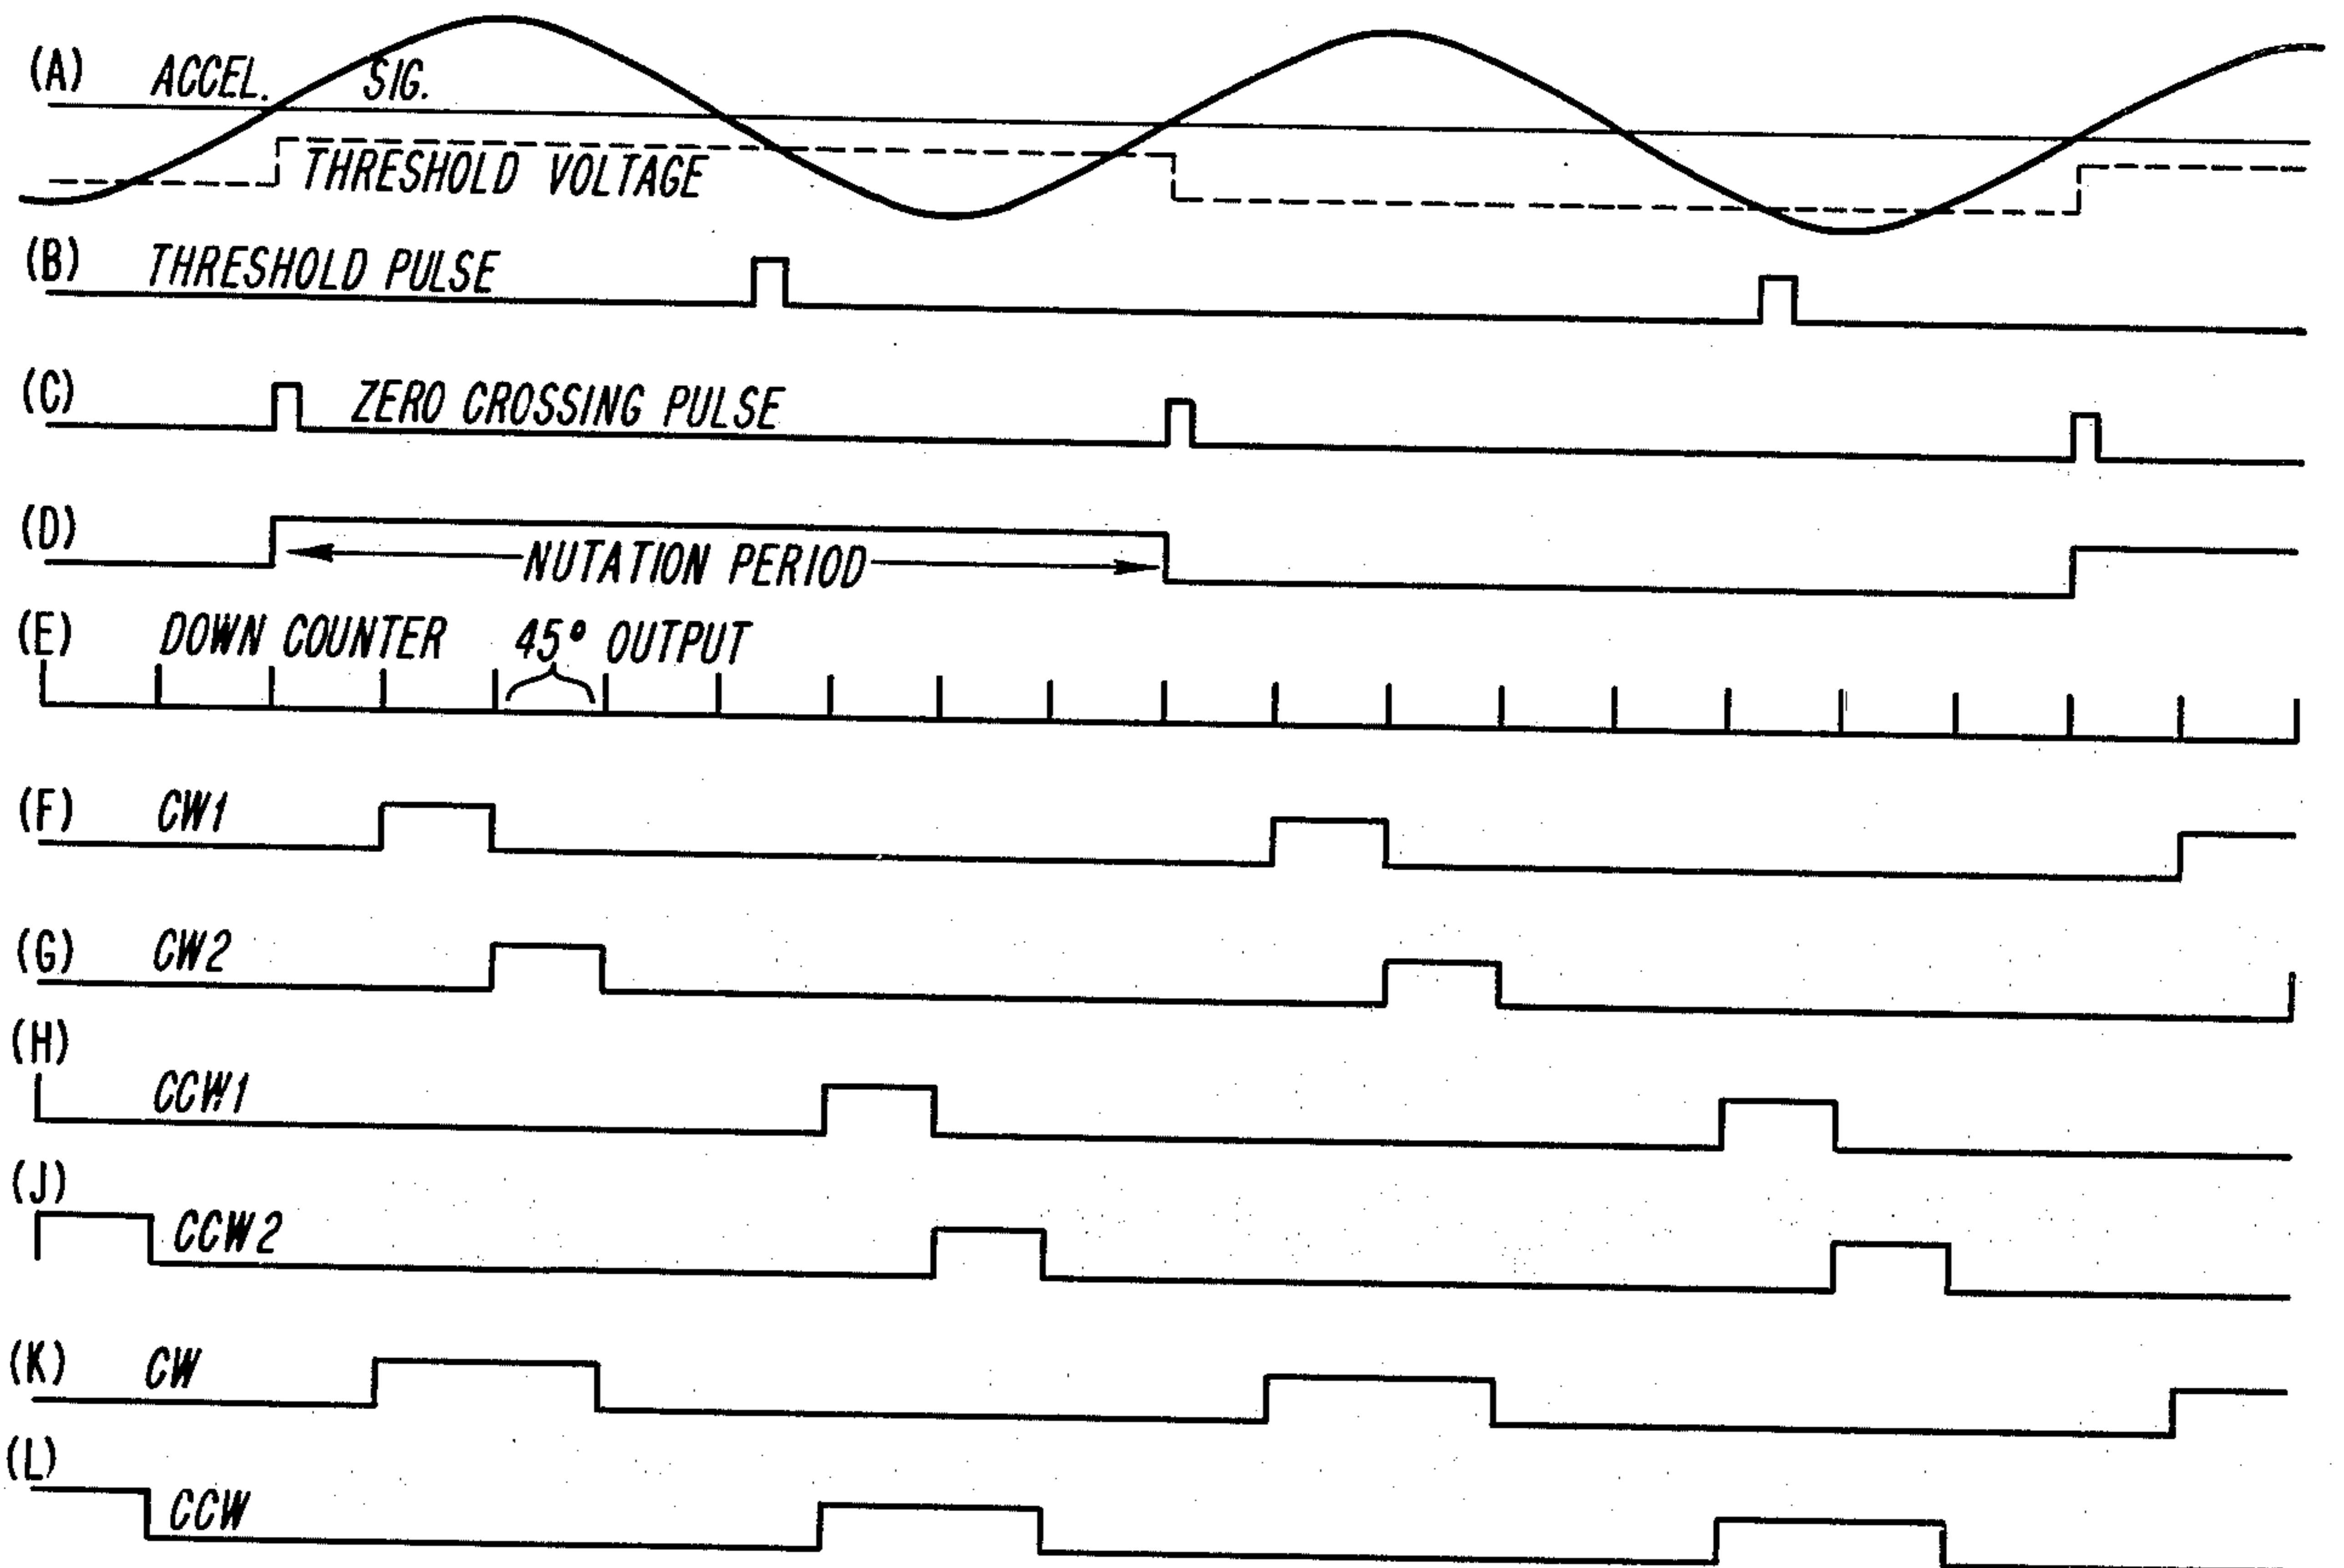 (A) ACCEL. SIG.
THRESHOLD VOLTAGE
(B) THRESHOLD PULSE
(C) ZERO CROSSING PULSE
(D) NUTATION PERIOD
(E) DOWN COUNTER 45° OUTPUT
(F) CW1
(G) CW2
(H)
CCW1
(J)
CCW2
(K) CW
(L)
CCW